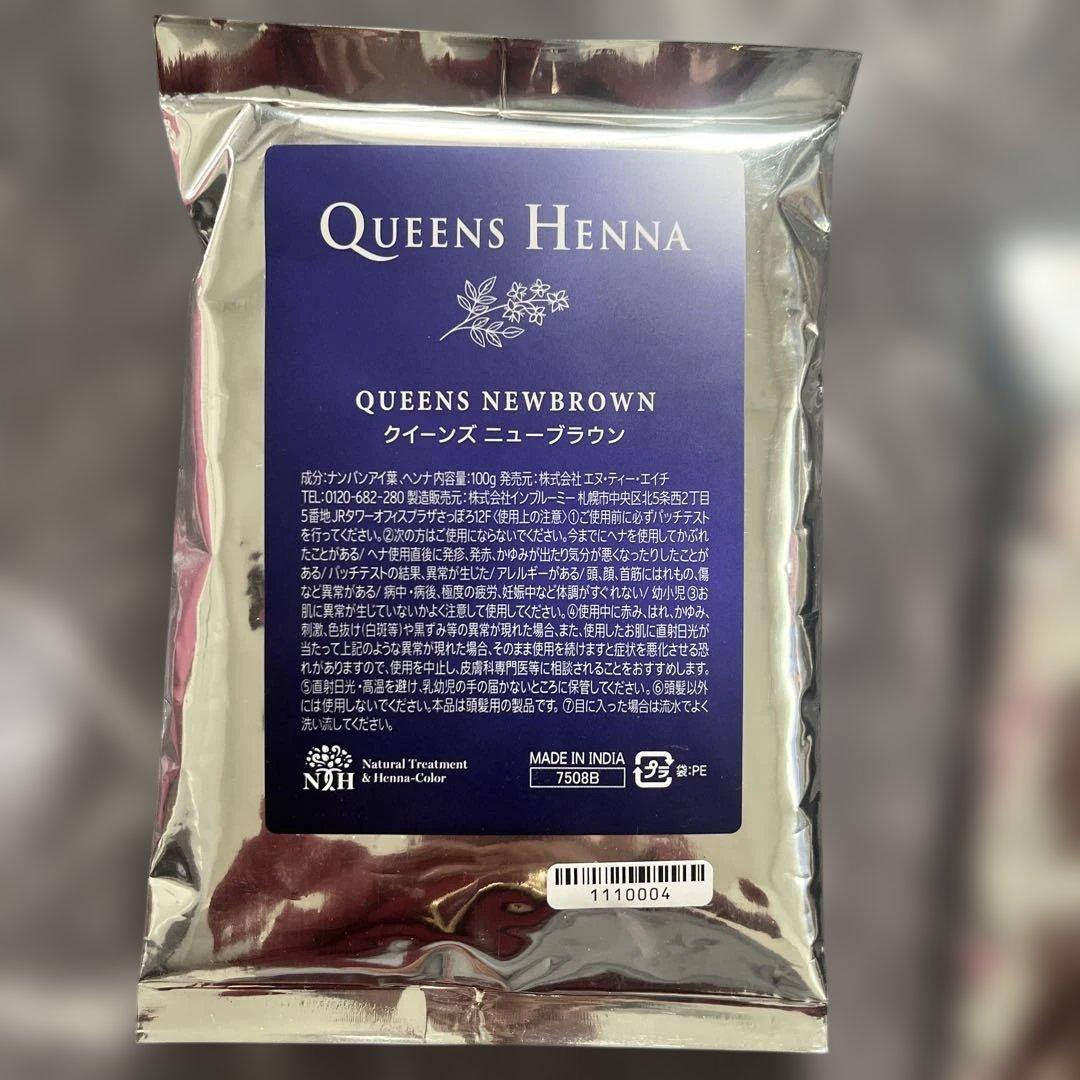 QUEENS HENNA
QUEENS NEWBROWN
クイーンズ ニューブラウン
成分:ナンバンアイ葉、ヘンナ 内容量:100g 発売元:株式会社 エヌ・ティー・エイチ
TEL:0120-682-280 製造販売元:株式会社インプルーミー 札幌市中央区北5条西2丁目
5番地JRタワーオフィスプラザさっぽろ12F〈使用上の注意〉①ご使用前に必ずパッチテスト
を行ってください。②次の方はご使用にならないでください。今までにヘナを使用してかぶれ
たことがある/ ヘナ使用直後に発疹、発赤、かゆみが出たり気分が悪くなったりしたことが
ある/ パッチテストの結果、異常が生じた/ アレルギーがある/ 頭、顔、首筋にはれもの、傷
など異常がある/ 病中・病後、極度の疲労、妊娠中など体調がすぐれない/ 幼小児 ③お
肌に異常が生じていないかよく注意して使用してください。④使用中に赤み、はれ、かゆみ、
刺激、色抜け(白斑等)や黒ずみ等の異常が現れた場合、また、使用したお肌に直射日光が
当たって上記のような異常が現れた場合、そのまま使用を続けますと症状を悪化させる恐
れがありますので、使用を中止し、皮膚科専門医等に相談されることをおすすめします。
⑤直射日光・高温を避け、乳幼児の手の届かないところに保管してください。⑥頭髪以外
には使用しないでください。本品は頭髪用の製品です。⑦目に入った場合は流水でよく
洗い流してください。
NTH Natural Treatment
& Henna-Color
MADE IN INDIA
7508B
プラ 袋:PE
1110004